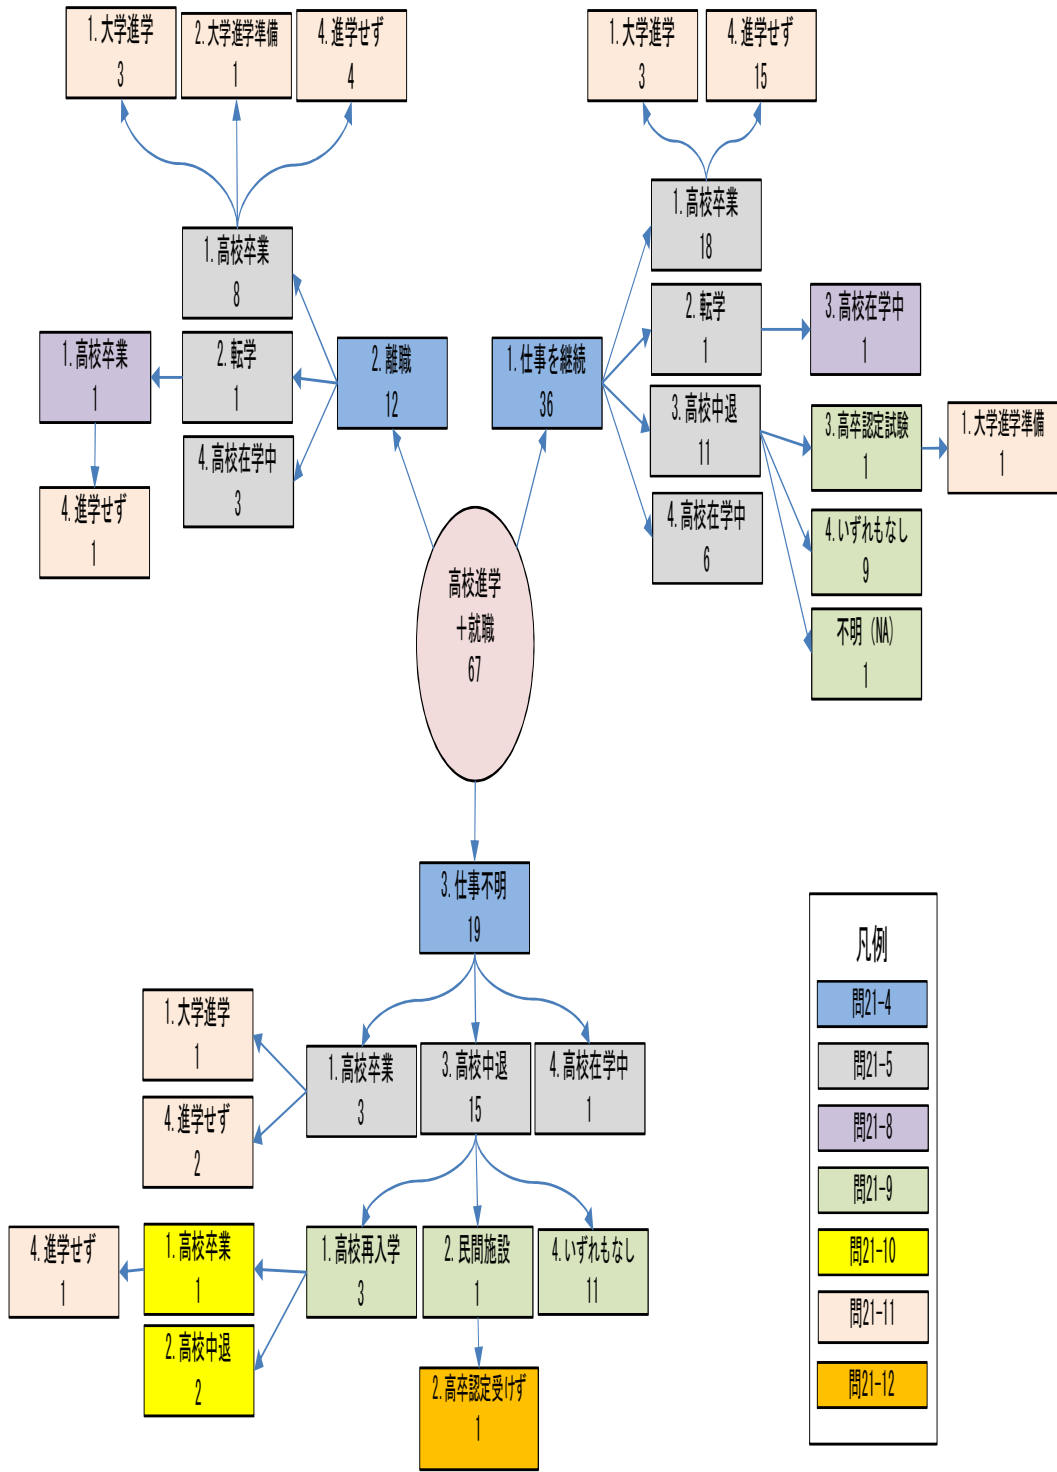 1.大学進学
3
2.大学進学準備
1
4.進学せず
4
1.大学進学
3
4.進学せず
15
1.高校卒業
8
1.高校卒業
18
2.転学
1
3.高校在学中
1
1.高校卒業
1
2.転学
1
2.離職
12
1.仕事を継続
36
3.高校中退
11
3.高卒認定試験
1
1.大学進学準備
1
4.高校在学中
3
4.進学せず
1
4.高校在学中
6
4.いずれもなし
9
不明（NA）
1
高校進学
＋就職
67
3.仕事不明
19
1.大学進学
1
4.進学せず
2
1.高校卒業
3
3.高校中退
15
4.高校在学中
1
4.進学せず
1
1.高校卒業
1
2.高校中退
2
1.高校再入学
3
2.民間施設
1
4.いずれもなし
11
2.高卒認定受けず
1
凡例
問21-4
問21-5
問21-8
問21-9
問21-10
問21-11
問21-12